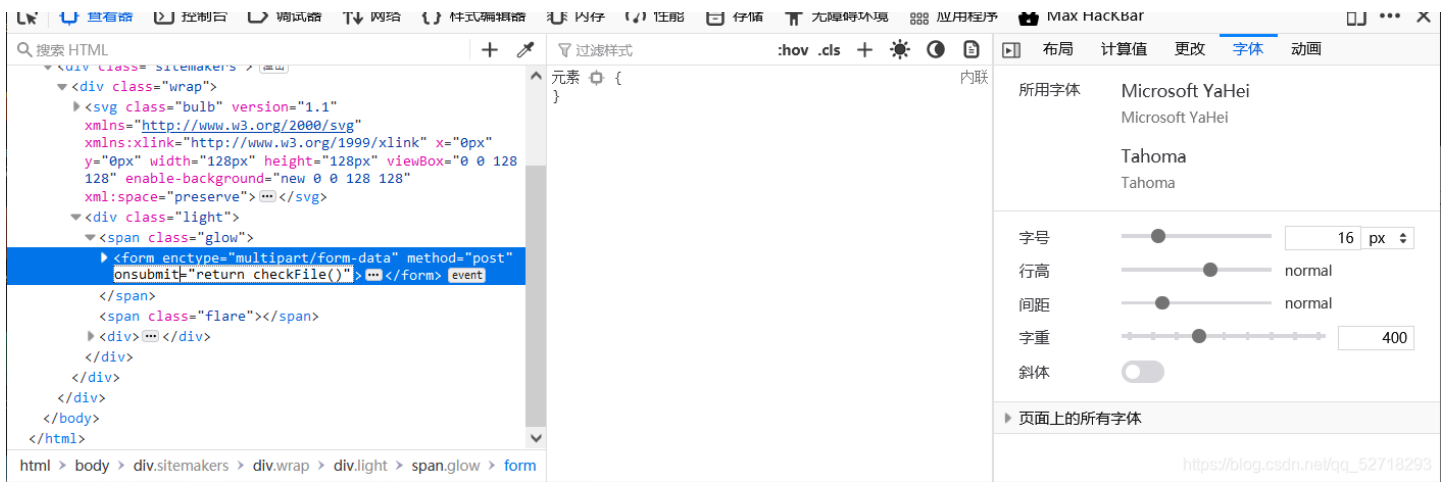 查看器 控制台 调试器 网络 {} 样式编辑器 内存 性能 存储 无障碍环境 应用程序 Max HacKBar
搜索 HTML
过滤样式 :hov .cls
布局 计算值 更改 字体 动画
<div class="sitemakers"> 溢出
<div class="wrap">
<svg class="bulb" version="1.1"
xmlns="http://www.w3.org/2000/svg"
xmlns:xlink="http://www.w3.org/1999/xlink" x="0px"
y="0px" width="128px" height="128px" viewBox="0 0 128
128" enable-background="new 0 0 128 128"
xml:space="preserve"> ··· </svg>
<div class="light">
<span class="glow">
<form enctype="multipart/form-data" method="post"
onsubmit="return checkFile()"> ··· </form> event
</span>
<span class="flare"></span>
<div> ··· </div>
</div>
</div>
</div>
</body>
</html>
html > body > div.sitemakers > div.wrap > div.light > span.glow > form
元素 { 内联
}
所用字体 Microsoft YaHei
Microsoft YaHei
Tahoma
Tahoma
字号 16 px
行高 normal
间距 normal
字重 400
斜体
页面上的所有字体
https://blog.csdn.net/qq_52718293